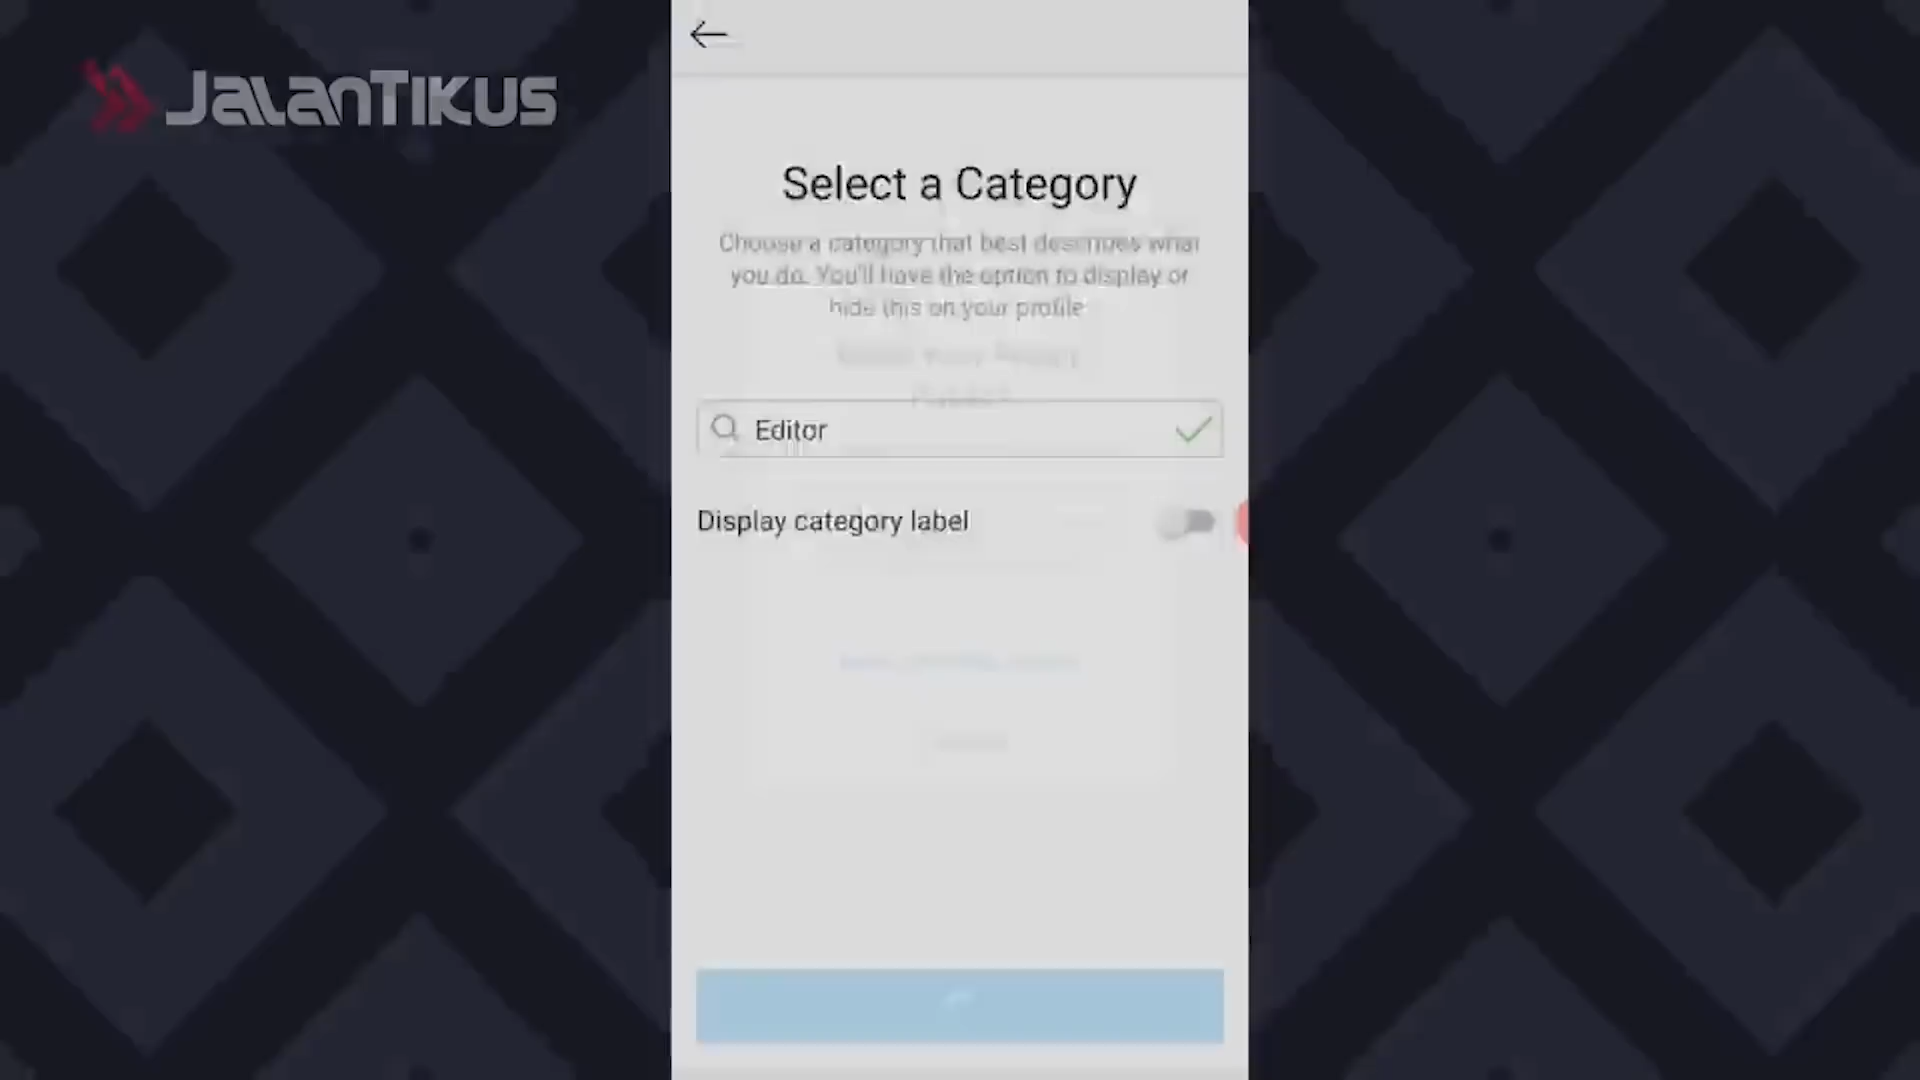 JALANTIKUS
Select a Category
Choose a category that best describes what
you do. You'll have the option to display or
hide this on your profile
Editor
Display category label